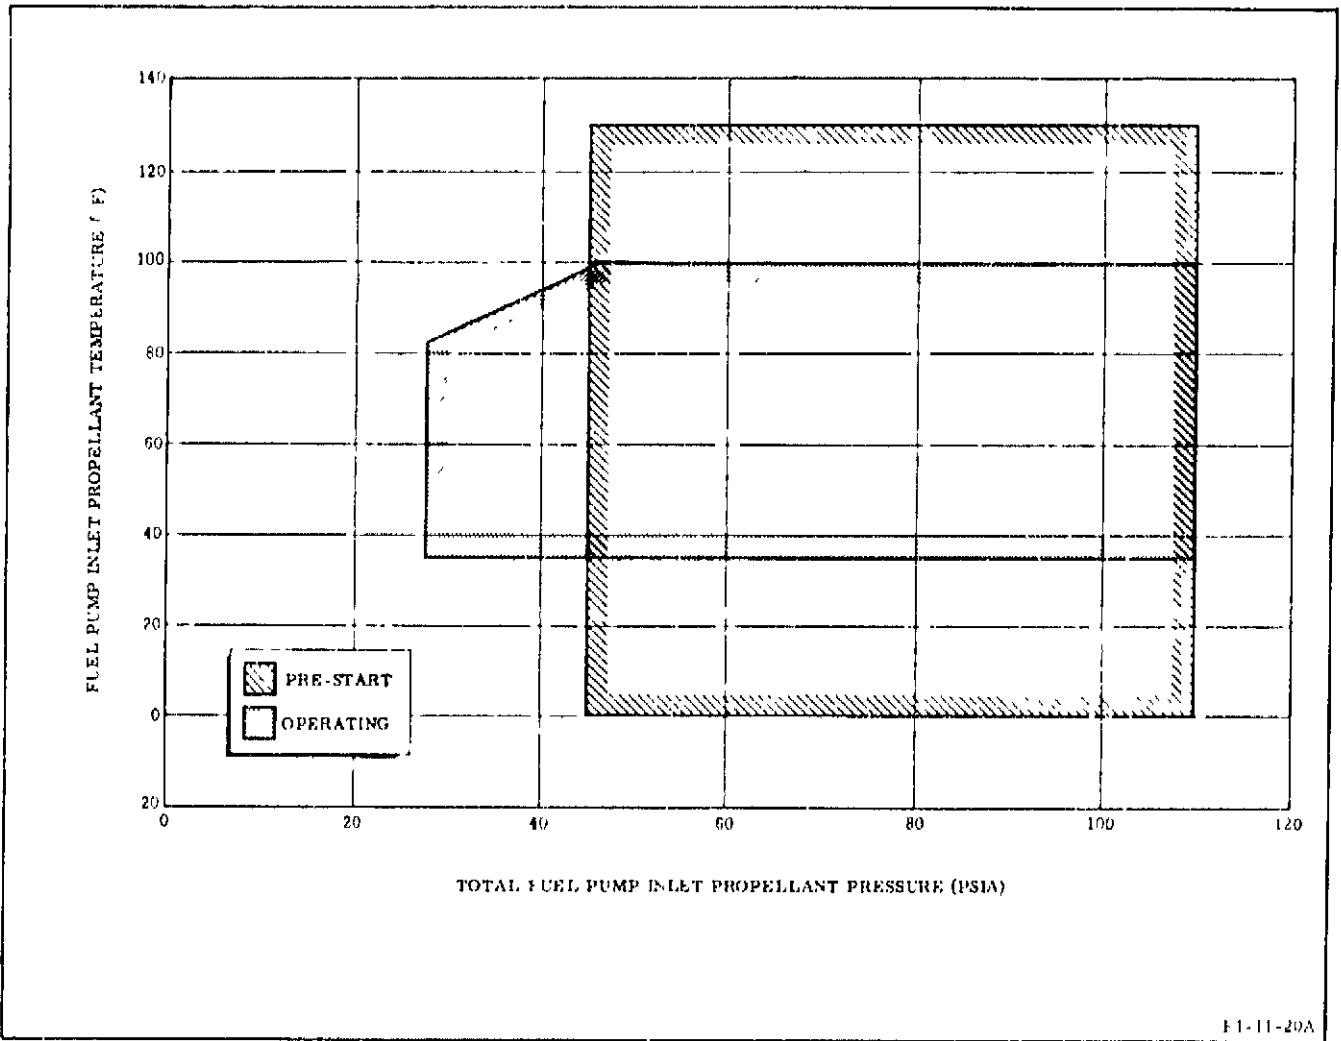 140
120
100
80
60
40
20
0
20
0 20 40 60 80 100 120
FUEL PUMP INLET PROPELLANT TEMPERATURE ( F)
PRE-START
OPERATING
TOTAL FUEL PUMP INLET PROPELLANT PRESSURE (PSIA)
F1-11-20A